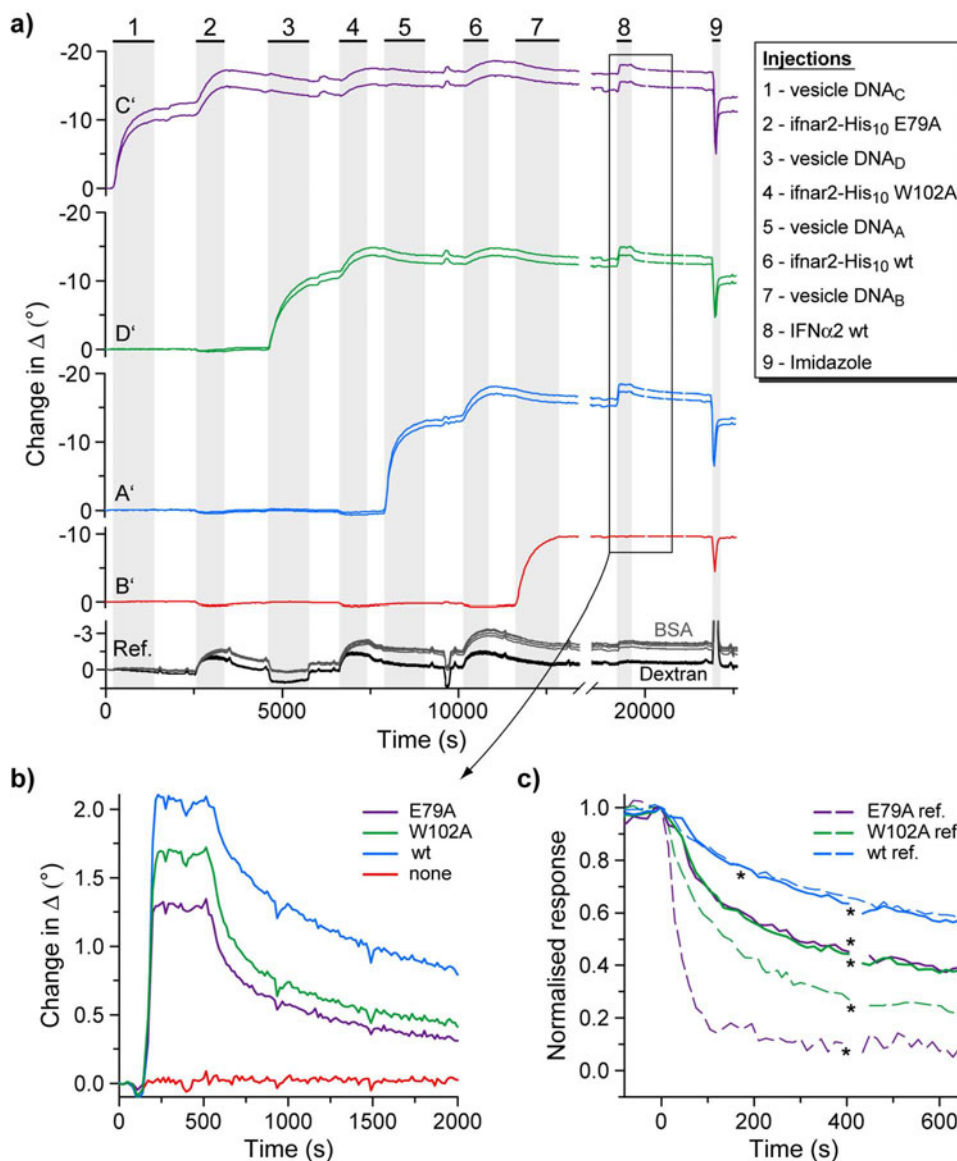 a)
1 2 3 4 5 6 7 8 9
-20
-10
0
C'
-20
-10
0
D'
-20
-10
0
A'
-10
0
B'
-3
0
Ref.
BSA
Dextran
Change in Δ (°)
0 5000 10000 20000
Time (s)
Injections
1 - vesicle DNAC
2 - ifnar2-His10 E79A
3 - vesicle DNAD
4 - ifnar2-His10 W102A
5 - vesicle DNAA
6 - ifnar2-His10 wt
7 - vesicle DNAB
8 - IFNα2 wt
9 - Imidazole
b)
Change in Δ (°)
2.0
1.5
1.0
0.5
0.0
E79A
W102A
wt
none
0 500 1000 1500 2000
Time (s)
c)
Normalised response
1.0
0.8
0.6
0.4
0.2
0.0
E79A ref.
W102A ref
wt ref.
*
*
*
*
*
*
0 200 400 600
Time (s)